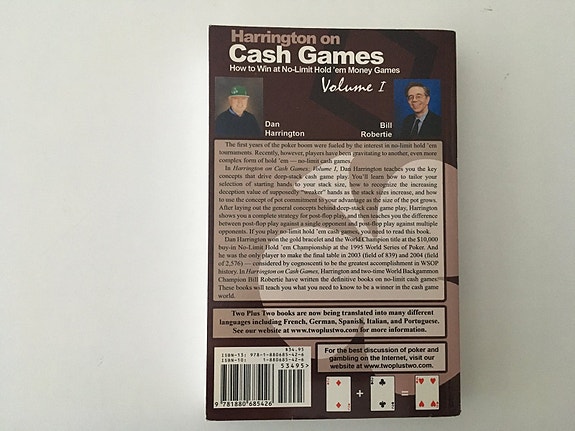 Harrington on
Cash Games
How to Win at No-Limit Hold 'em Money Games
Volume I
Dan
Harrington
Bill
Robertie
The first years of the poker boom were fueled by the interest in no-limit hold 'em
tournaments. Recently, however, players have been gravitating to another, even more
complex form of hold 'em — no-limit cash games.
In Harrington on Cash Games: Volume I, Dan Harrington teaches you the key
concepts that drive deep-stack cash game play. You'll learn how to tailor your
selection of starting hands to your stack size, how to recognize the increasing
deception value of supposedly "weaker" hands as the stack sizes increase, and how
to use the concept of pot commitment to your advantage as the size of the pot grows.
After laying out the general concepts behind deep-stack cash game play, Harrington
shows you a complete strategy for post-flop play and then teaches you the difference
between post-flop play against a single opponent and post-flop play against multiple
opponents. If you play no-limit hold 'em cash games, you need to read this book.
Dan Harrington won the gold bracelet and the World Champion title at the $10,000
buy-in No-Limit Hold 'em Championship at the 1995 World Series of Poker. And
he was the only player to make the final table in 2003 (field of 839) and 2004 (field
of 2,576) — considered by cognoscenti to be the greatest accomplishment in WSOP
history. In Harrington on Cash Games, Harrington and two-time World Backgammon
Champion Bill Robertie have written the definitive books on no-limit cash games.
These books will teach you what you need to know to be a winner in the cash game
world.
Two Plus Two books are now being translated into many different
languages including French, German, Spanish, Italian, and Portuguese.
See our website at www.twoplustwo.com for more information.
$34.95
ISBN-13: 978-1-880685-42-6
ISBN-10: 1-880685-42-6
53495>
9 781880 685426
For the best discussion of poker and
gambling on the Internet, visit our
website at www.twoplustwo.com.
+ =